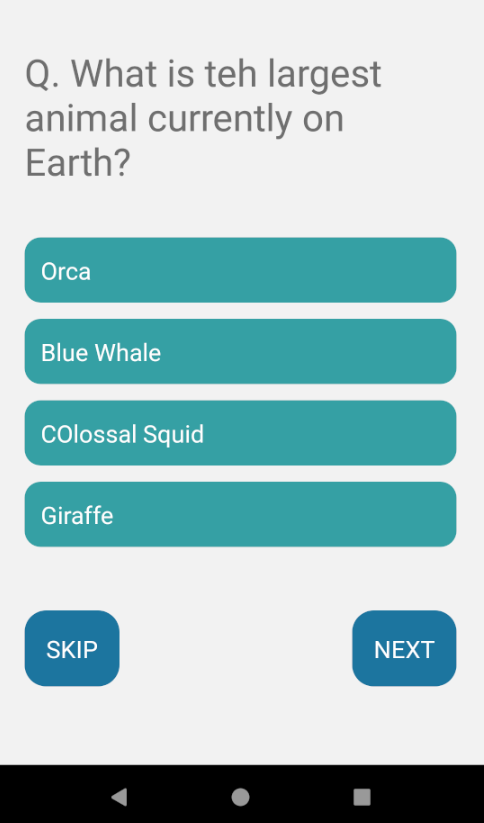 Q. What is teh largest
animal currently on
Earth?
Orca
Blue Whale
COlossal Squid
Giraffe
SKIP
NEXT